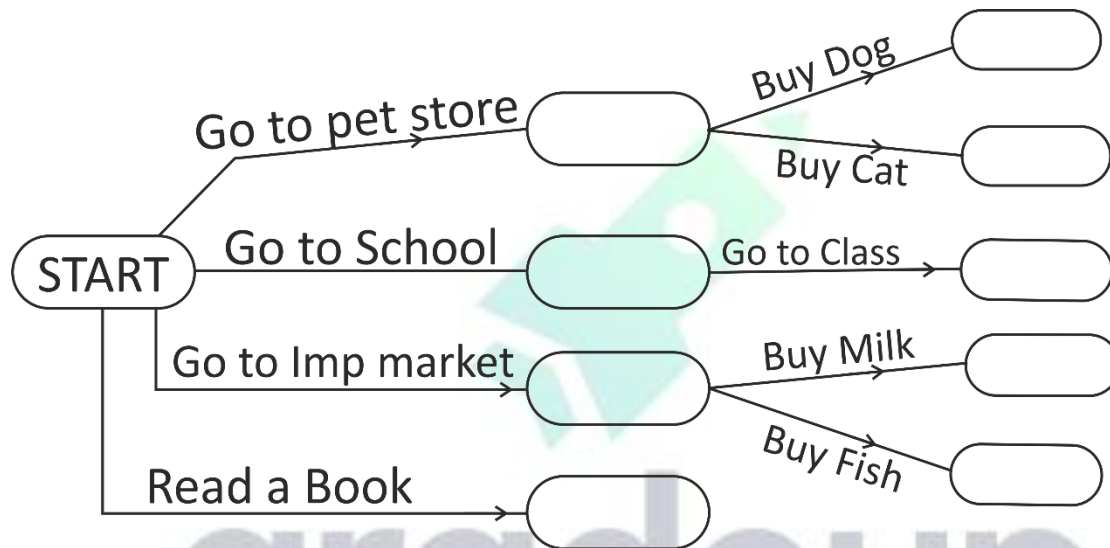 Buy Dog
Go to pet store
Buy Cat
Go to School
Go to Class
START
Buy Milk
Go to Imp market
Buy Fish
Read a Book